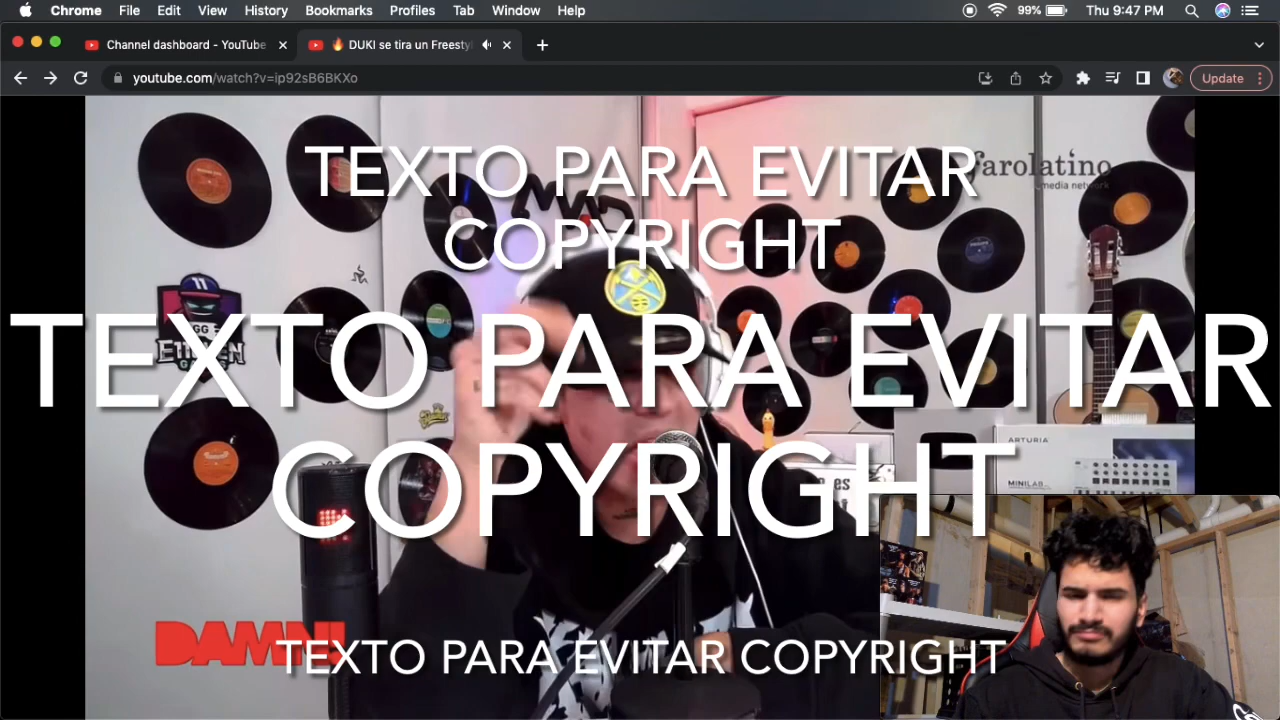 Chrome File Edit View History Bookmarks Profiles Tab Window Help 99% Thu 9:47 PM
Channel dashboard - YouTube
🔥 DUKI se tira un Freesty
youtube.com/watch?v=ip92sB6BKXo
Update
TEXTO PARA EVITAR
COPYRIGHT
farolatino
media network
MAD
TEXTO PARA EVITAR
COPYRIGHT
ARTURIA
MINILAB
DAMN!
TEXTO PARA EVITAR COPYRIGHT